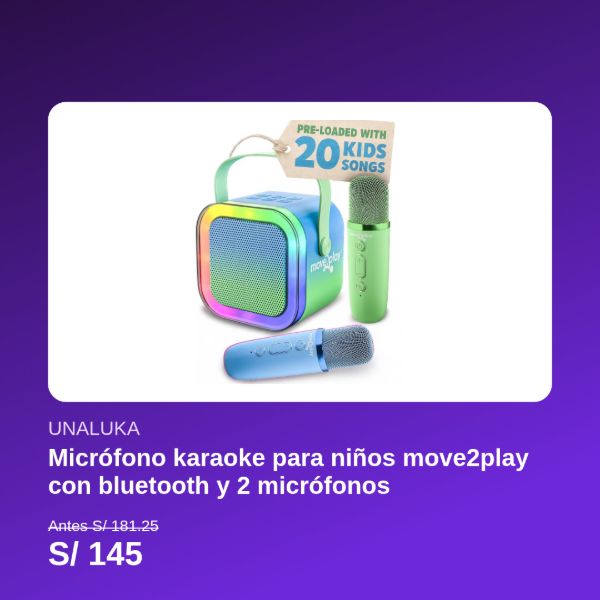 PRE-LOADED WITH
20 KIDS
SONGS
move2play
UNALUKA
Micrófono karaoke para niños move2play
con bluetooth y 2 micrófonos
Antes S/ 181.25
S/ 145